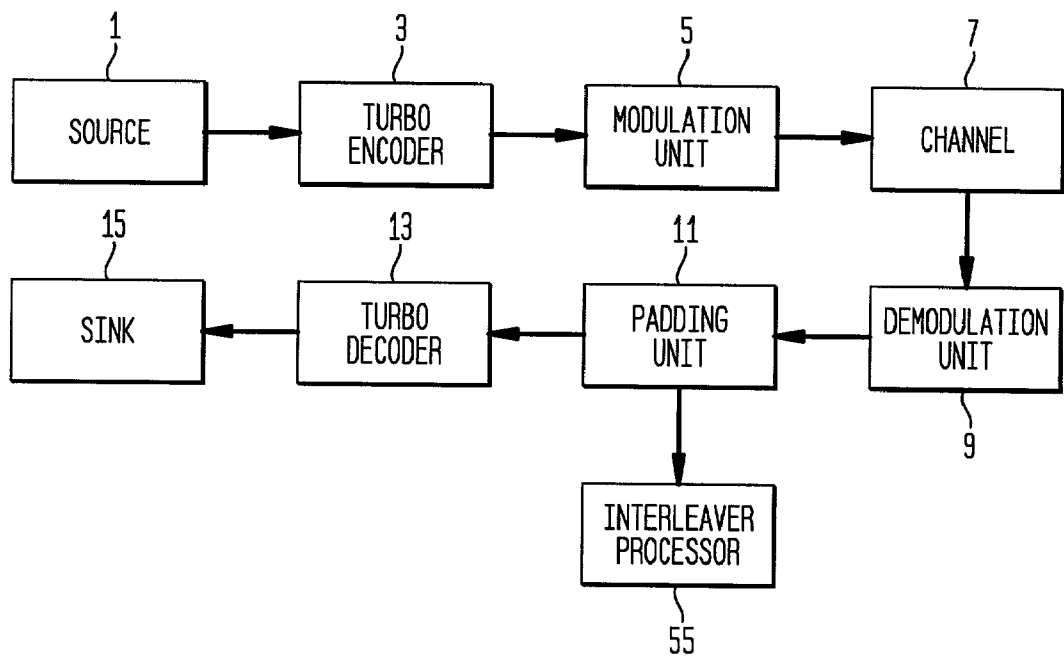 1
3
5
7
SOURCE
TURBO
ENCODER
MODULATION
UNIT
CHANNEL
15
13
11
SINK
TURBO
DECODER
PADDING
UNIT
DEMODULATION
UNIT
9
INTERLEAVER
PROCESSOR
55